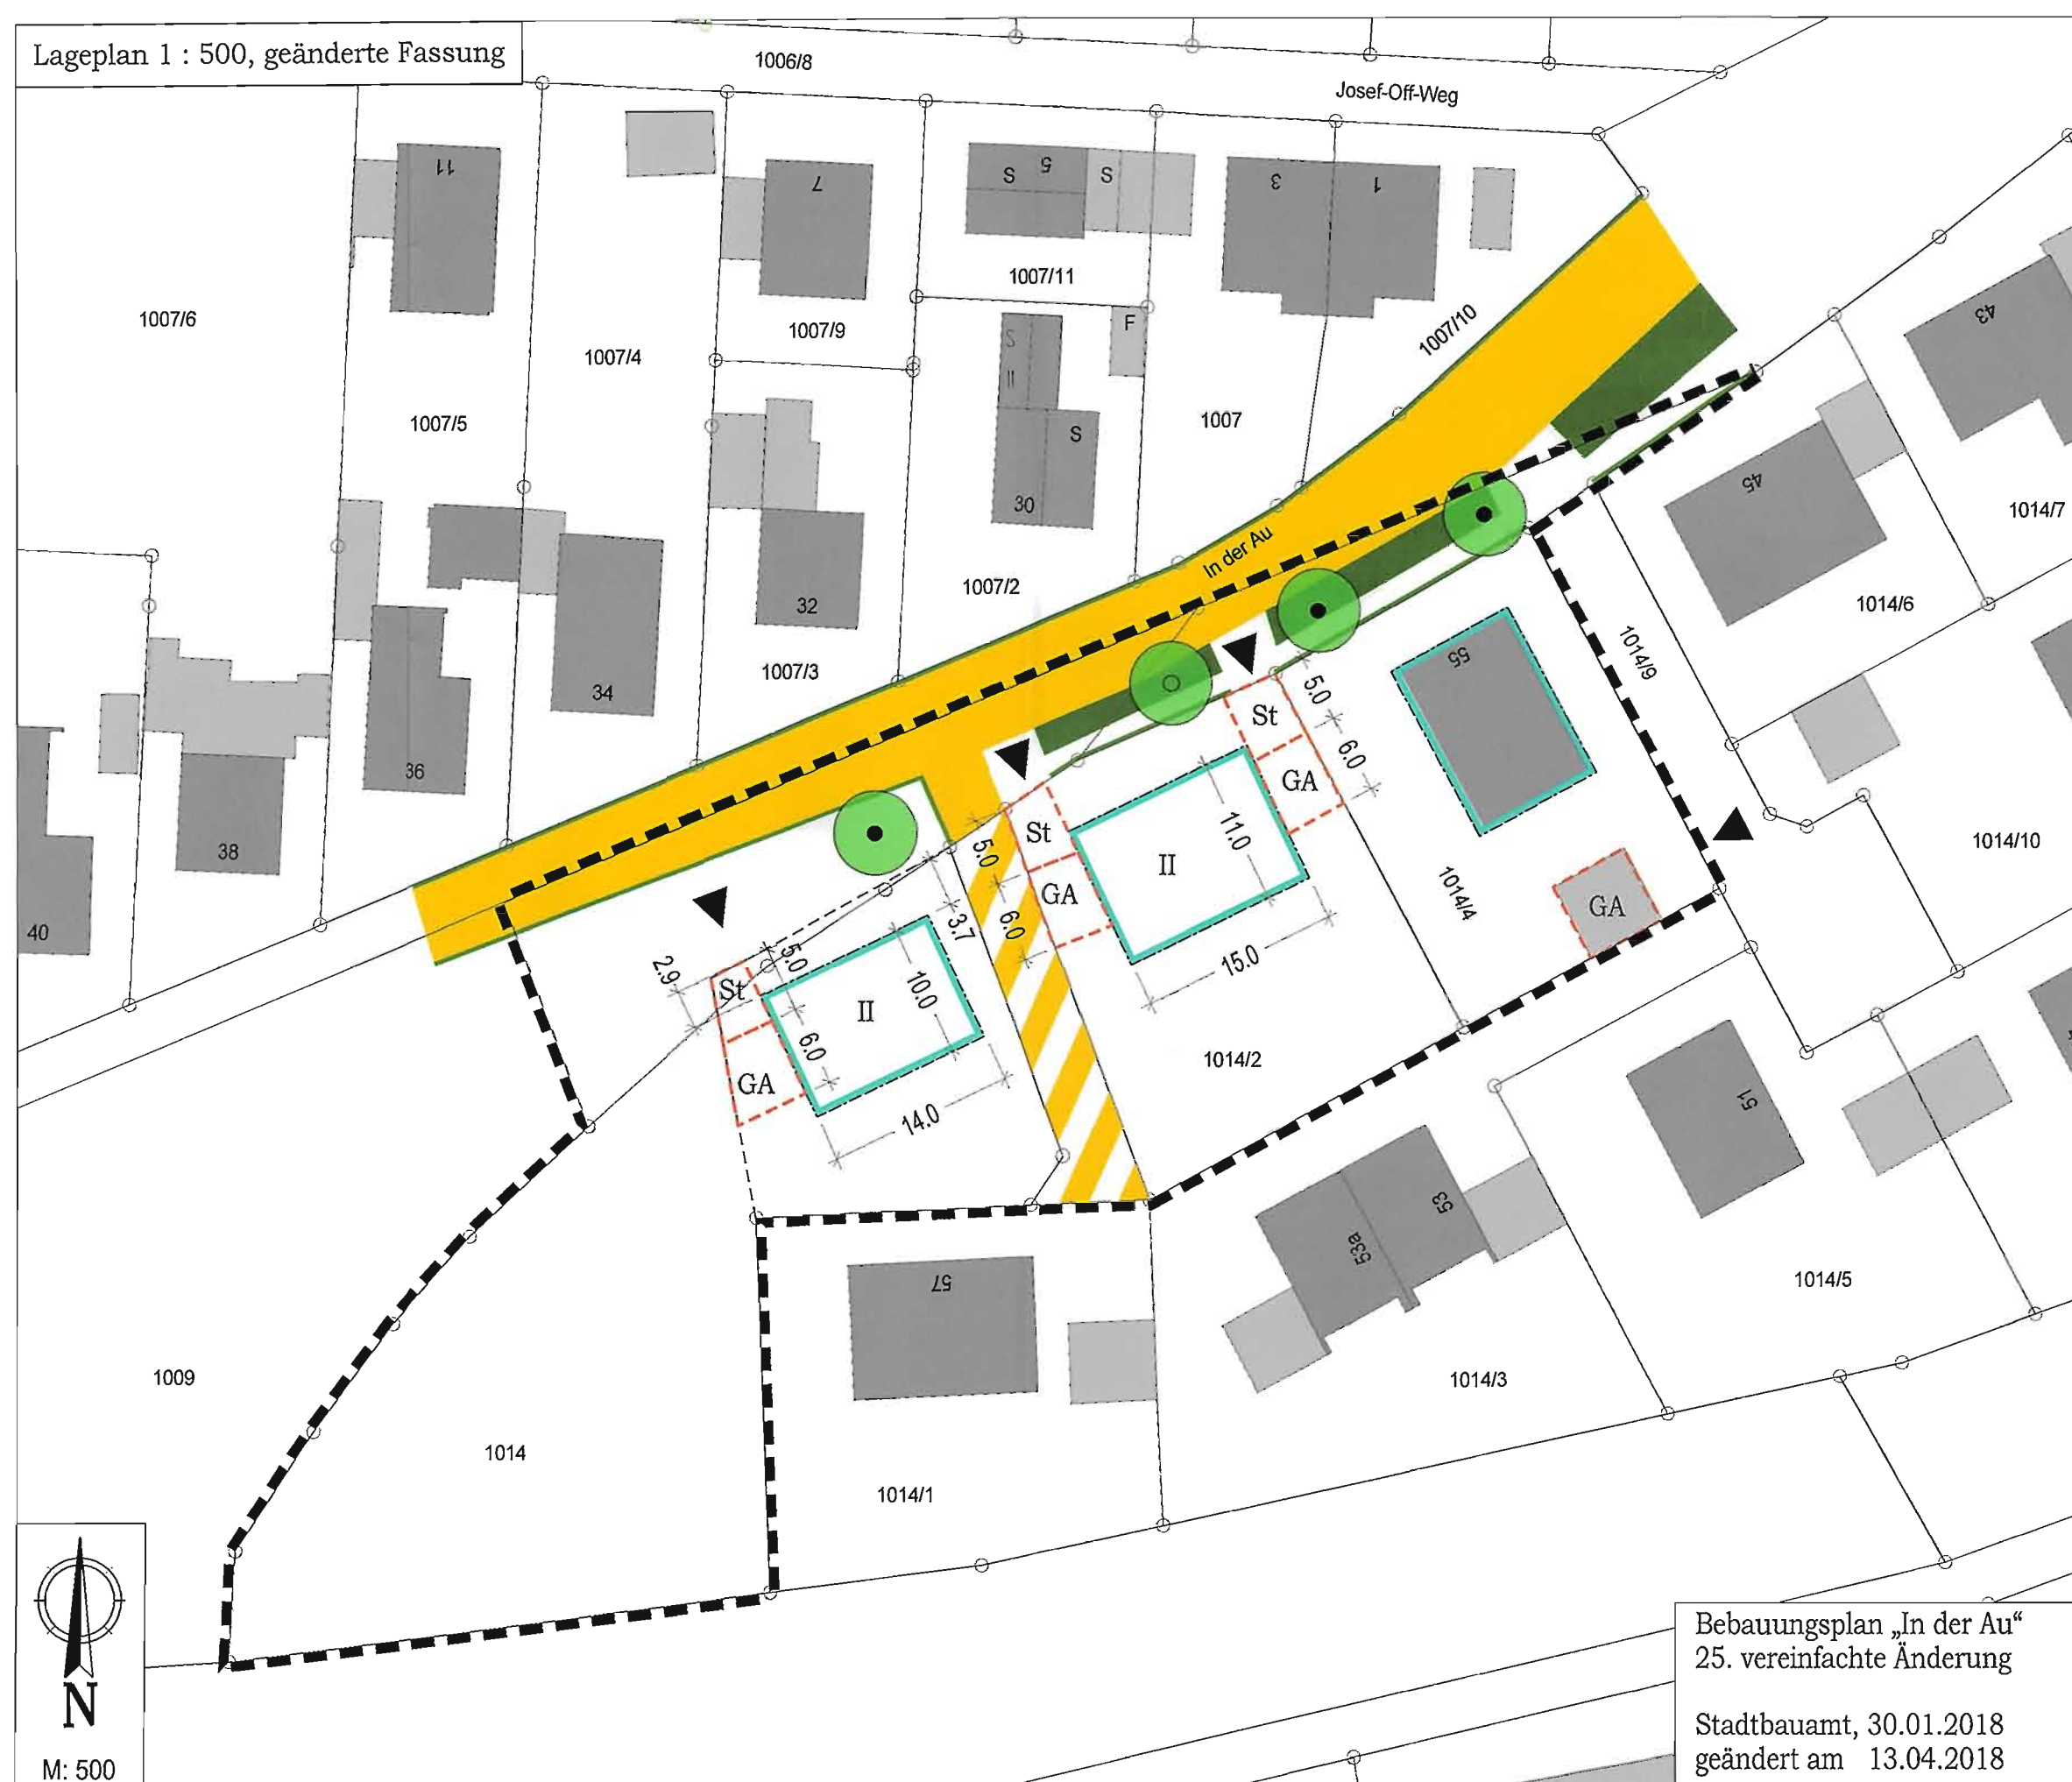 Lageplan 1 : 500, geänderte Fassung
1006/8
Josef-Off-Weg
11
7
S
5
S
3
1
1007/6
1007/11
1007/9
1007/4
1007/5
1007/10
F
S
II
S
30
1007
43
45
1014/7
In der Au
1007/2
32
1007/3
34
36
38
40
1014/6
1014/9
55
5.0
6.0
St
GA
11.0
II
15.0
St
GA
5.0
6.0
3.7
1014/4
GA
1014/10
2.9
5.0
St
GA
6.0
II
10.0
14.0
1014/2
51
53
53a
57
1014/5
1014/3
1009
1014
1014/1
N
M: 500
Bebauungsplan „In der Au“
25. vereinfachte Änderung
Stadtbauamt, 30.01.2018
geändert am 13.04.2018